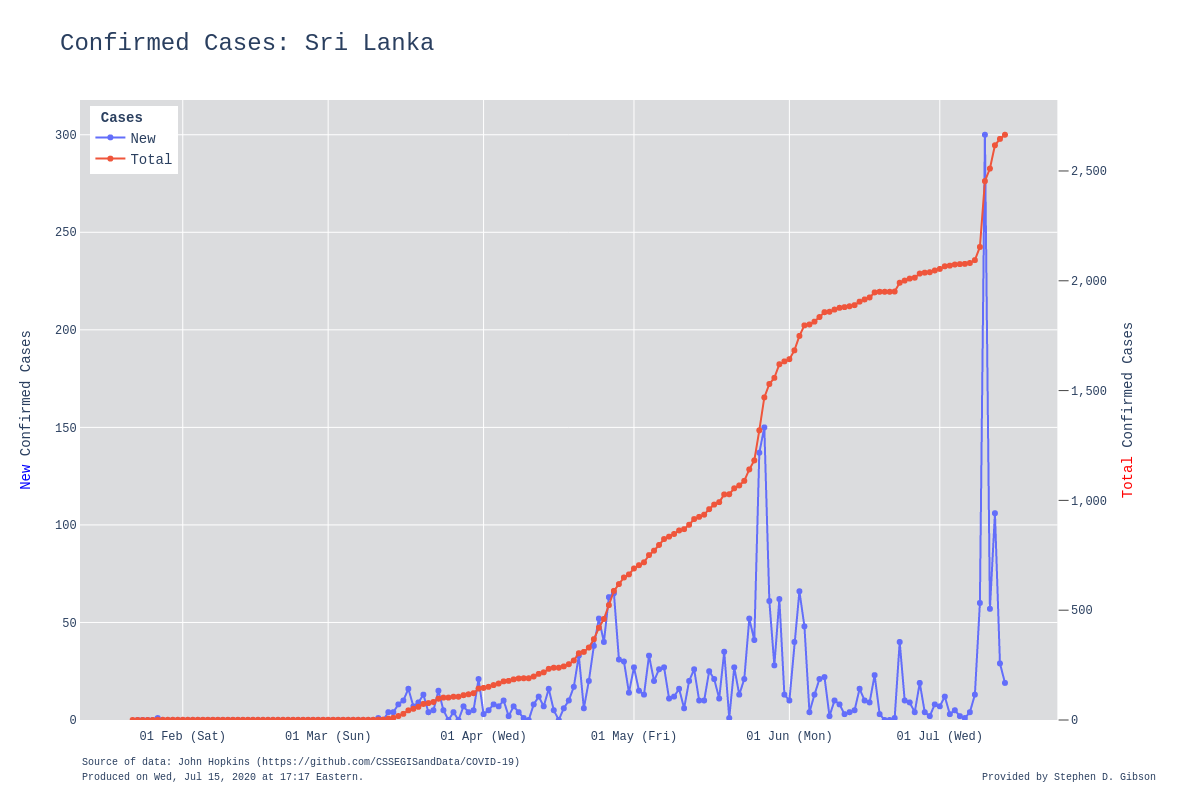 Confirmed Cases: Sri Lanka
Cases
New
Total
300
250
200
150
100
50
0
2,500
2,000
1,500
1,000
500
0
New Confirmed Cases
Total Confirmed Cases
01 Feb (Sat)
01 Mar (Sun)
01 Apr (Wed)
01 May (Fri)
01 Jun (Mon)
01 Jul (Wed)
Source of data: John Hopkins (https://github.com/CSSEGISandData/COVID-19)
Produced on Wed, Jul 15, 2020 at 17:17 Eastern.
Provided by Stephen D. Gibson